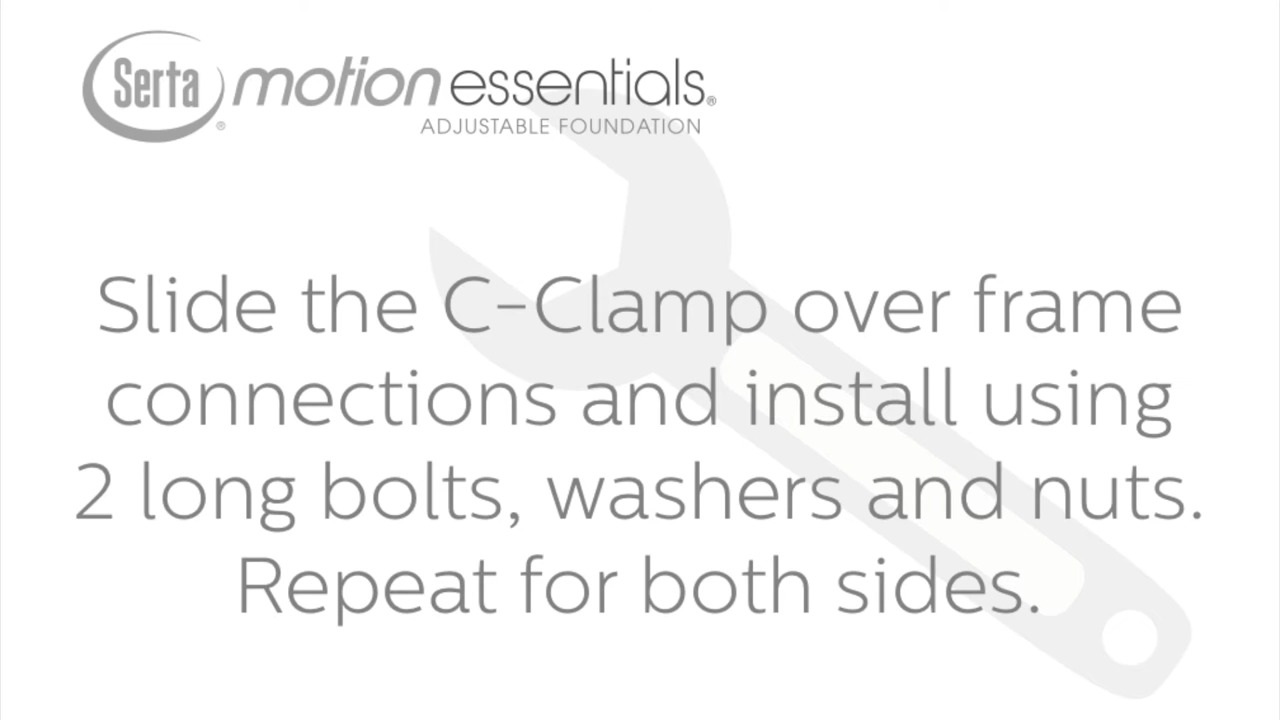 Serta® motion essentials®
ADJUSTABLE FOUNDATION
Slide the C-Clamp over frame
connections and install using
2 long bolts, washers and nuts.
Repeat for both sides.